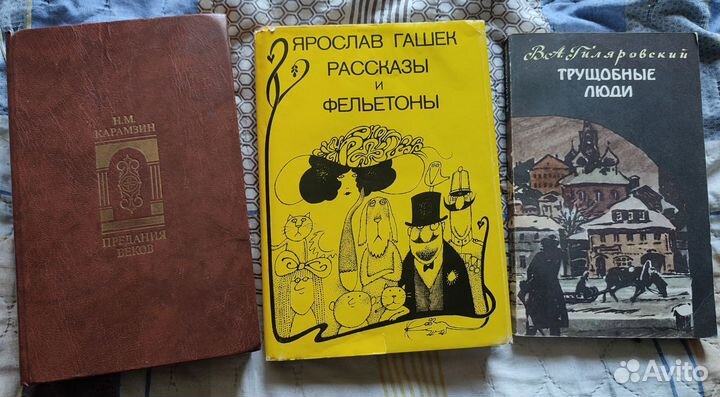 Н.М.
КАРАМЗИН
ПРЕДАНИЯ
ВЕКОВ
ЯРОСЛАВ ГАШЕК
РАССКАЗЫ
И
ФЕЛЬЕТОНЫ
В.А. Гиляровский
ТРУЩОБНЫЕ
ЛЮДИ
Avito